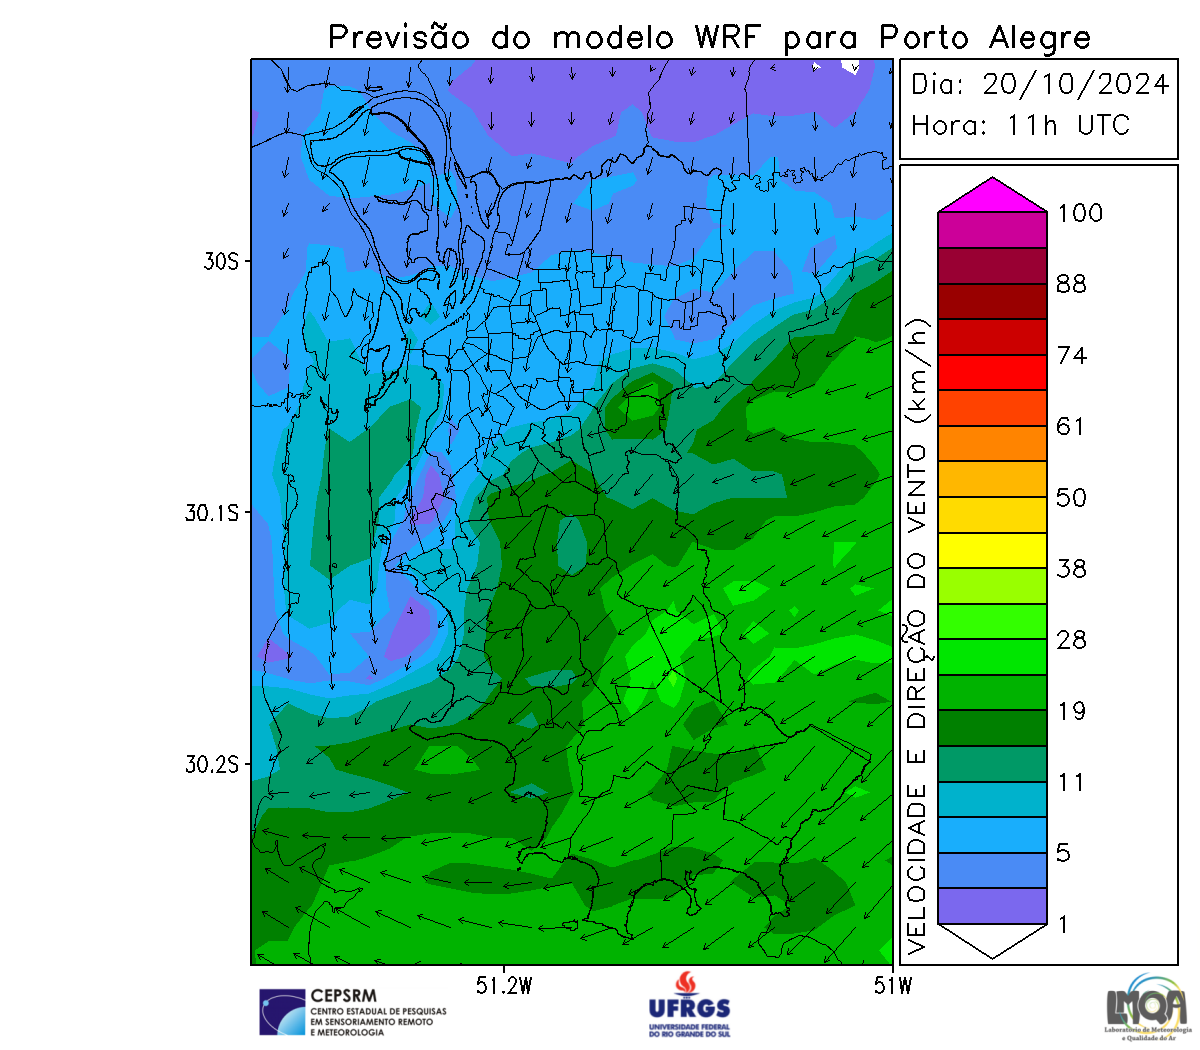 Previsão do modelo WRF para Porto Alegre
Dia: 20/10/2024
Hora: 11h UTC
100
88
74
61
50
38
28
19
11
5
1
VELOCIDADE E DIREÇÃO DO VENTO (km/h)
30S
30.1S
30.2S
51.2W
51W
CEPSRM
CENTRO ESTADUAL DE PESQUISAS
EM SENSORIAMENTO REMOTO
E METEOROLOGIA
UFRGS
UNIVERSIDADE FEDERAL
DO RIO GRANDE DO SUL
LMQA
Laboratório de Meteorologia
e Qualidade do Ar